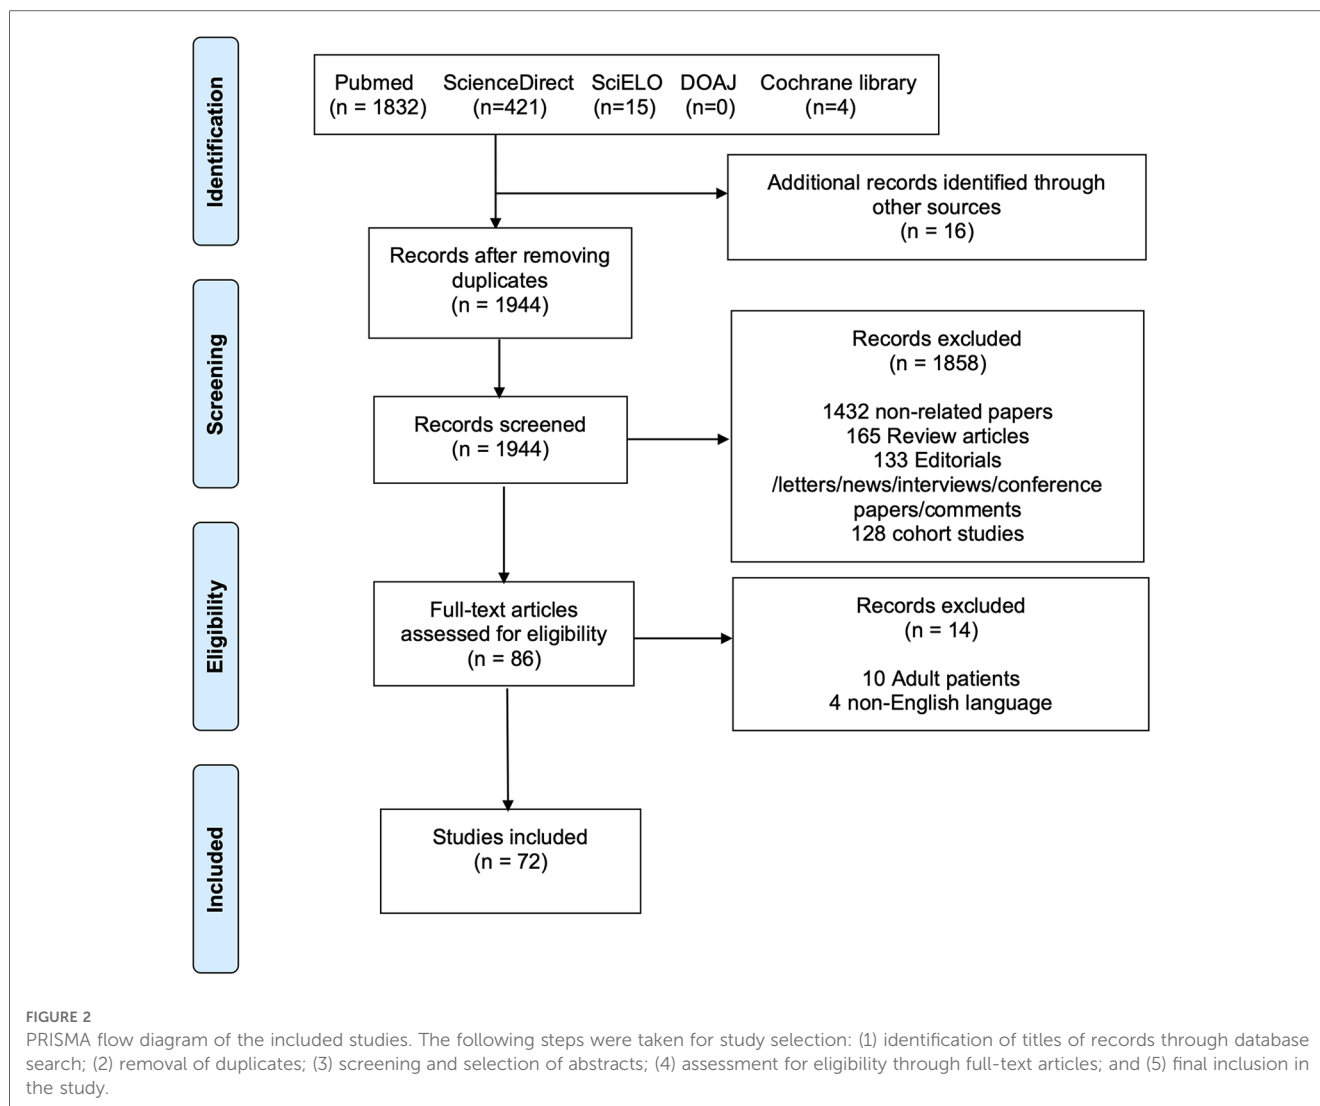 Identification
Pubmed ScienceDirect SciELO DOAJ Cochrane library
(n = 1832) (n=421) (n=15) (n=0) (n=4)
Additional records identified through
other sources
(n = 16)
Records after removing
duplicates
(n = 1944)
Screening
Records screened
(n = 1944)
Records excluded
(n = 1858)
1432 non-related papers
165 Review articles
133 Editorials
/letters/news/interviews/conference
papers/comments
128 cohort studies
Eligibility
Full-text articles
assessed for eligibility
(n = 86)
Records excluded
(n = 14)
10 Adult patients
4 non-English language
Included
Studies included
(n = 72)
FIGURE 2
PRISMA flow diagram of the included studies. The following steps were taken for study selection: (1) identification of titles of records through database
search; (2) removal of duplicates; (3) screening and selection of abstracts; (4) assessment for eligibility through full-text articles; and (5) final inclusion in
the study.